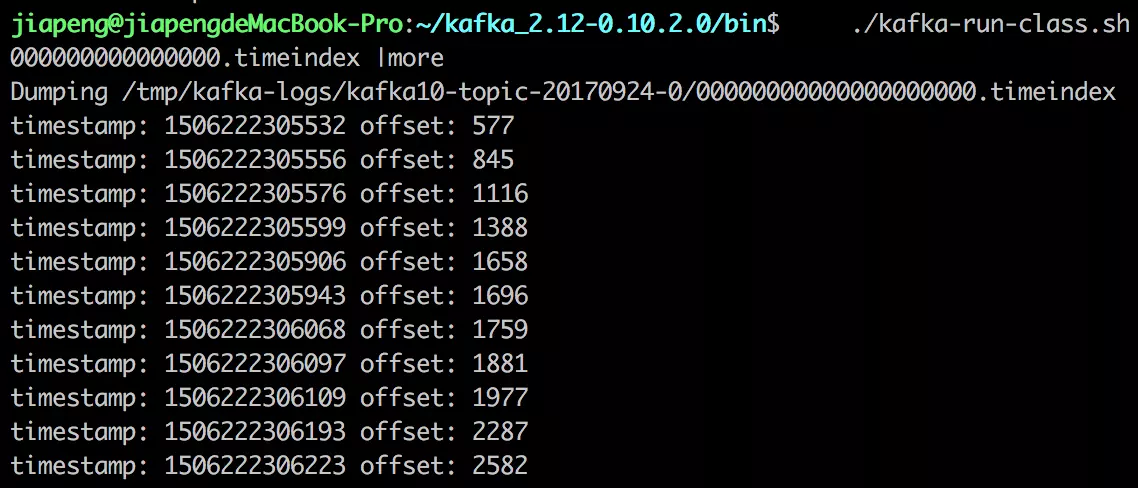 jiapeng@jiapengdeMacBook-Pro:~/kafka_2.12-0.10.2.0/bin$ ./kafka-run-class.sh
000000000000000.timeindex |more
Dumping /tmp/kafka-logs/kafka10-topic-20170924-0/00000000000000000000.timeindex
timestamp: 1506222305532 offset: 577
timestamp: 1506222305556 offset: 845
timestamp: 1506222305576 offset: 1116
timestamp: 1506222305599 offset: 1388
timestamp: 1506222305906 offset: 1658
timestamp: 1506222305943 offset: 1696
timestamp: 1506222306068 offset: 1759
timestamp: 1506222306097 offset: 1881
timestamp: 1506222306109 offset: 1977
timestamp: 1506222306193 offset: 2287
timestamp: 1506222306223 offset: 2582